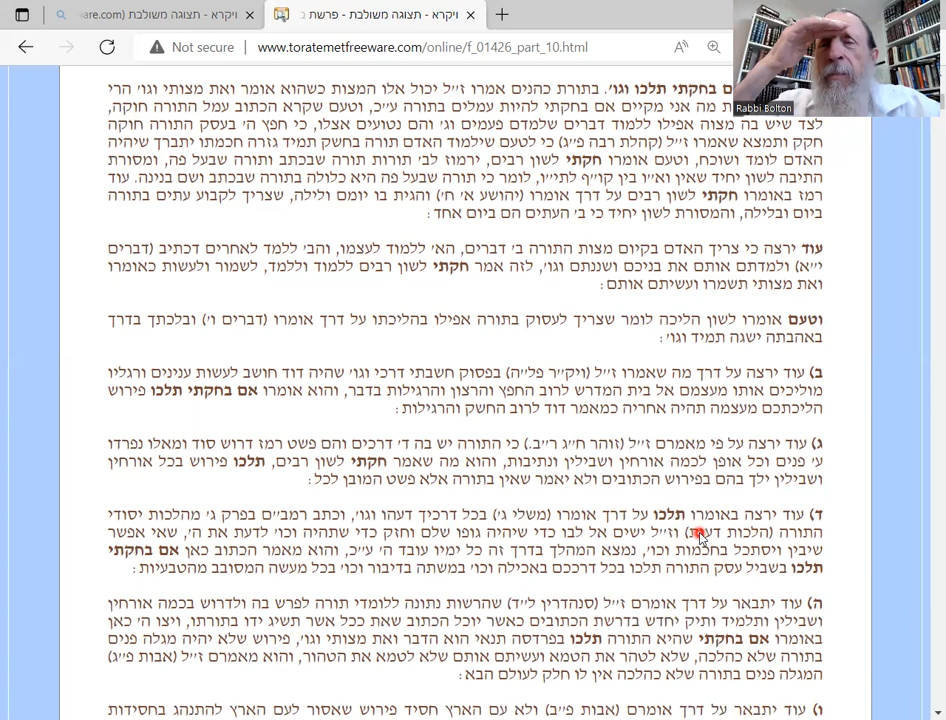 ויקרא - תצוגה משולבת (ware.com
ויקרא - תצוגה משולבת - פרשת ב
Not secure | www.toratemetfreeware.com/online/f_01426_part_10.html
Rabbi Bolton
ם בחקתי תלכו וגו'. בתורת כהנים אמרו ז''ל יכול אלו המצות כשהוא אומר ואת מצותי וגו' הרי
ת מה אני מקיים אם בחקתי להיות עמלים בתורה ע''כ, וטעם שקרא הכתוב עמל התורה חוקה,
לצד שיש בה מצוה אפילו ללמוד דברים שלמדם פעמים וג' והם נטועים אצלו, כי חפץ ה' בעסק התורה חוקה
חקק ותמצא שאמרו ז''ל (קהלת רבה פ''ג) כי לטעם שילמוד האדם תורה בחשק תמיד גזרה חכמתו יתברך שיהיה
האדם לומד ושוכח, וטעם אומרו חקתי לשון רבים, ירמוז לב' תורות תורה שבכתב ותורה שבעל פה, ומסורת
התיבה לשון יחיד שאין וא''ו בין קו''ף לתי''ו, לומר כי תורה שבעל פה היא כלולה בתורה שבכתב ושם בנינה. עוד
רמז באומרו חקתי לשון רבים על דרך אומרו (יהושע א' ח') והגית בו יומם ולילה, שצריך לקבוע עתים בתורה
ביום ובלילה, והמסורת לשון יחיד כי ב' העתים הם ביום אחד:
עוד ירצה כי צריך האדם בקיום מצות התורה ב' דברים, הא' ללמוד לעצמו, והב' ללמד לאחרים דכתיב (דברים
י''א) ולמדתם אותם את בניכם ושננתם וגו', לזה אמר חקתי לשון רבים ללמוד וללמד, לשמור ולעשות כאומרו
ואת מצותי תשמרו ועשיתם אותם:
וטעם אומרו לשון הליכה לומר שצריך לעסוק בתורה אפילו בהליכתו על דרך אומרו (דברים ו') ובלכתך בדרך
באהבתה ישגה תמיד וגו':
ב) עוד ירצה על דרך מה שאמרו ז''ל (ויק''ר פל''ה) בפסוק חשבתי דרכי וגו' שהיה דוד חושב לעשות ענינים ורגליו
מוליכים אותו מעצמם אל בית המדרש לרוב החפץ והרצון והרגילות בדבר, והוא אומרו אם בחקתי תלכו פירוש
הליכתכם מעצמה תהיה אחריה כמאמר דוד לרוב החשק והרגילות:
ג) עוד ירצה על פי מאמרם ז''ל (זוהר ח''ג ר''ב.) כי התורה יש בה ד' דרכים והם פשט רמז דרוש סוד ומאלו נפרדו
ע' פנים וכל אופן לכמה אורחין ושבילין ונתיבות, והוא מה שאמר חקתי לשון רבים, תלכו פירוש בכל אורחין
ושבילין ילך בהם בפירוש הכתובים ולא יאמר שאין בתורה אלא פשט המובן לכל:
ד) עוד ירצה באומרו תלכו על דרך אומרו (משלי ג') בכל דרכיך דעהו וגו', וכתב רמב''ם בפרק ג' מהלכות יסודי
התורה (הלכות דעות) וז''ל ישים אל לבו כדי שיהיה גופו שלם וחזק כדי שתהיה וכו' לדעת את ה', שאי אפשר
שיבין ויסתכל בחכמות וכו', נמצא המהלך בדרך זה כל ימיו עובד ה' ע''כ, והוא מאמר הכתוב כאן אם בחקתי
תלכו בשביל עסק התורה תלכו בכל דרככם באכילה וכו' במשתה בדיבור וכו' בכל מעשה המסובב מהטבעיות:
ה) עוד יתבאר על דרך אומרם ז''ל (סנהדרין ל''ד) שהרשות נתונה ללומדי תורה לפרש בה ולדרוש בכמה אורחין
ושבילין ותלמיד ותיק יחדש בדרשת הכתובים כאשר יוכל הכתוב שאת ככל אשר תשיג ידו בתורתו, ויצו ה' כאן
באומרו אם בחקתי שהיא התורה תלכו בפרדסה תנאי הוא הדבר ואת מצותי וגו', פירוש שלא יהיה מגלה פנים
בתורה שלא כהלכה, שלא לטהר את הטמא ועשיתם אותם שלא לטמא את הטהור, והוא מאמרם ז''ל (אבות פ''ג)
המגלה פנים בתורה שלא כהלכה אין לו חלק לעולם הבא:
ו) עוד יתבאר על דרך אומרם (אבות פ''ב) ולא עם הארץ חסיד פירוש שאסור לעם הארץ להתנהג בחסידות